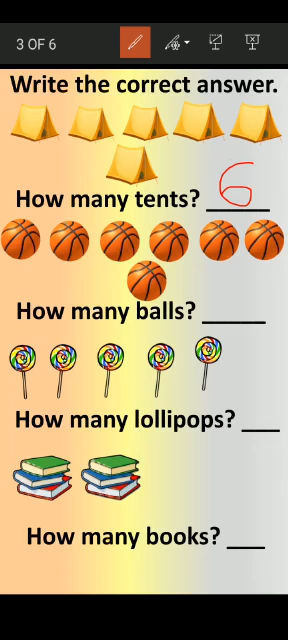 3 OF 6
Write the correct answer.
How many tents? 6
How many balls? _____
How many lollipops? ___
How many books? ___